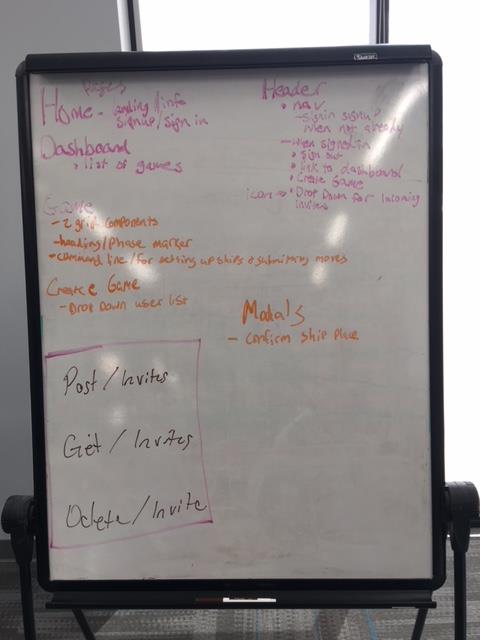 Pages
Home - landing/info
signup/sign in
Dashboard
• list of games
Game
- 2 grid components
- heading/Phase marker
- command line/for setting up ships & submitting moves
Create Game
- Drop Down user list
Post/Invites
Get/Invites
Delete/Invite
Header
• nav
- signin signup
when not already
- when signed in
• sign out
• link to dashboard
• Create Game
icon → • Drop Down for incoming
invites
Modals
- Confirm Ship Place